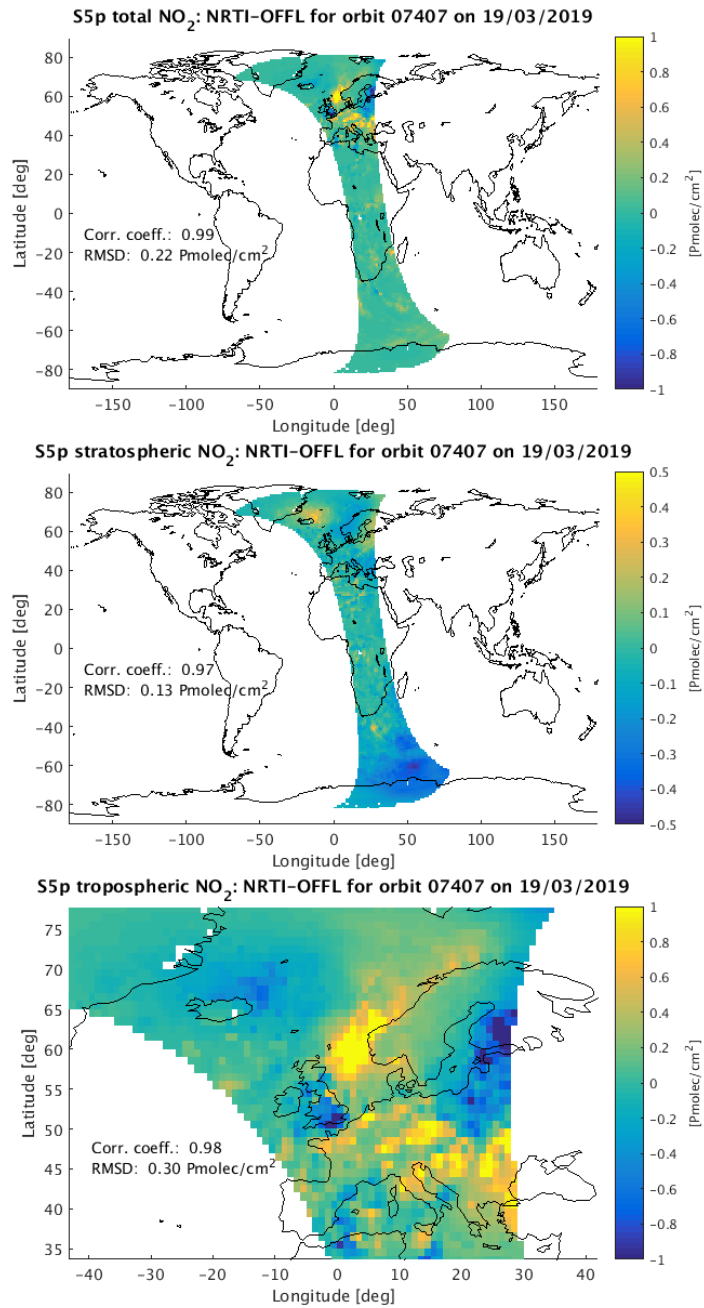 S5p total NO2: NRTI-OFFL for orbit 07407 on 19/03/2019
80
60
40
20
0
-20
-40
-60
-80
Latitude [deg]
Corr. coeff.: 0.99
RMSD: 0.22 Pmolec/cm2
-150 -100 -50 0 50 100 150
Longitude [deg]
1
0.8
0.6
0.4
0.2
0
-0.2
-0.4
-0.6
-0.8
-1
[Pmolec/cm2]
S5p stratospheric NO2: NRTI-OFFL for orbit 07407 on 19/03/2019
80
60
40
20
0
-20
-40
-60
-80
Latitude [deg]
Corr. coeff.: 0.97
RMSD: 0.13 Pmolec/cm2
-150 -100 -50 0 50 100 150
Longitude [deg]
0.5
0.4
0.3
0.2
0.1
0
-0.1
-0.2
-0.3
-0.4
-0.5
[Pmolec/cm2]
S5p tropospheric NO2: NRTI-OFFL for orbit 07407 on 19/03/2019
75
70
65
60
55
50
45
40
35
Latitude [deg]
Corr. coeff.: 0.98
RMSD: 0.30 Pmolec/cm2
-40 -30 -20 -10 0 10 20 30 40
Longitude [deg]
1
0.8
0.6
0.4
0.2
0
-0.2
-0.4
-0.6
-0.8
-1
[Pmolec/cm2]